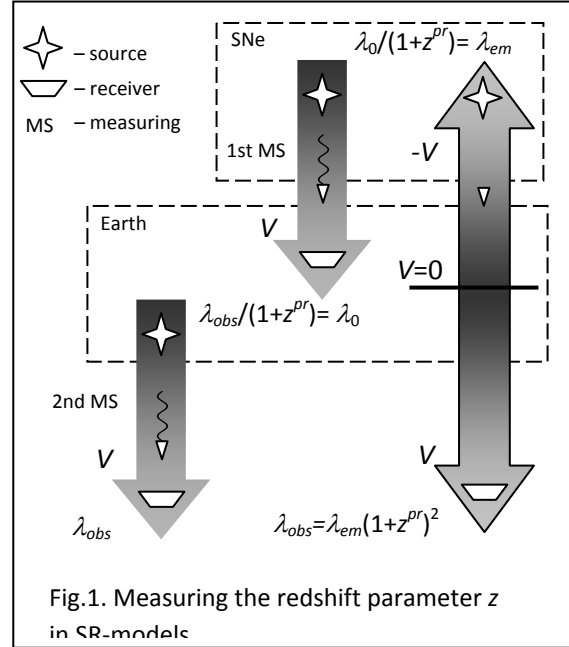 – source
– receiver
MS – measuring
SNe
λ₀/(1+zᵖʳ)= λₑₘ
1st MS
-V
V
Earth
V=0
λₒbₛ/(1+zᵖʳ)= λ₀
2nd MS
V
V
λobs
λobs=λem(1+zᵖʳ)²
Fig.1. Measuring the redshift parameter z
in SR-models